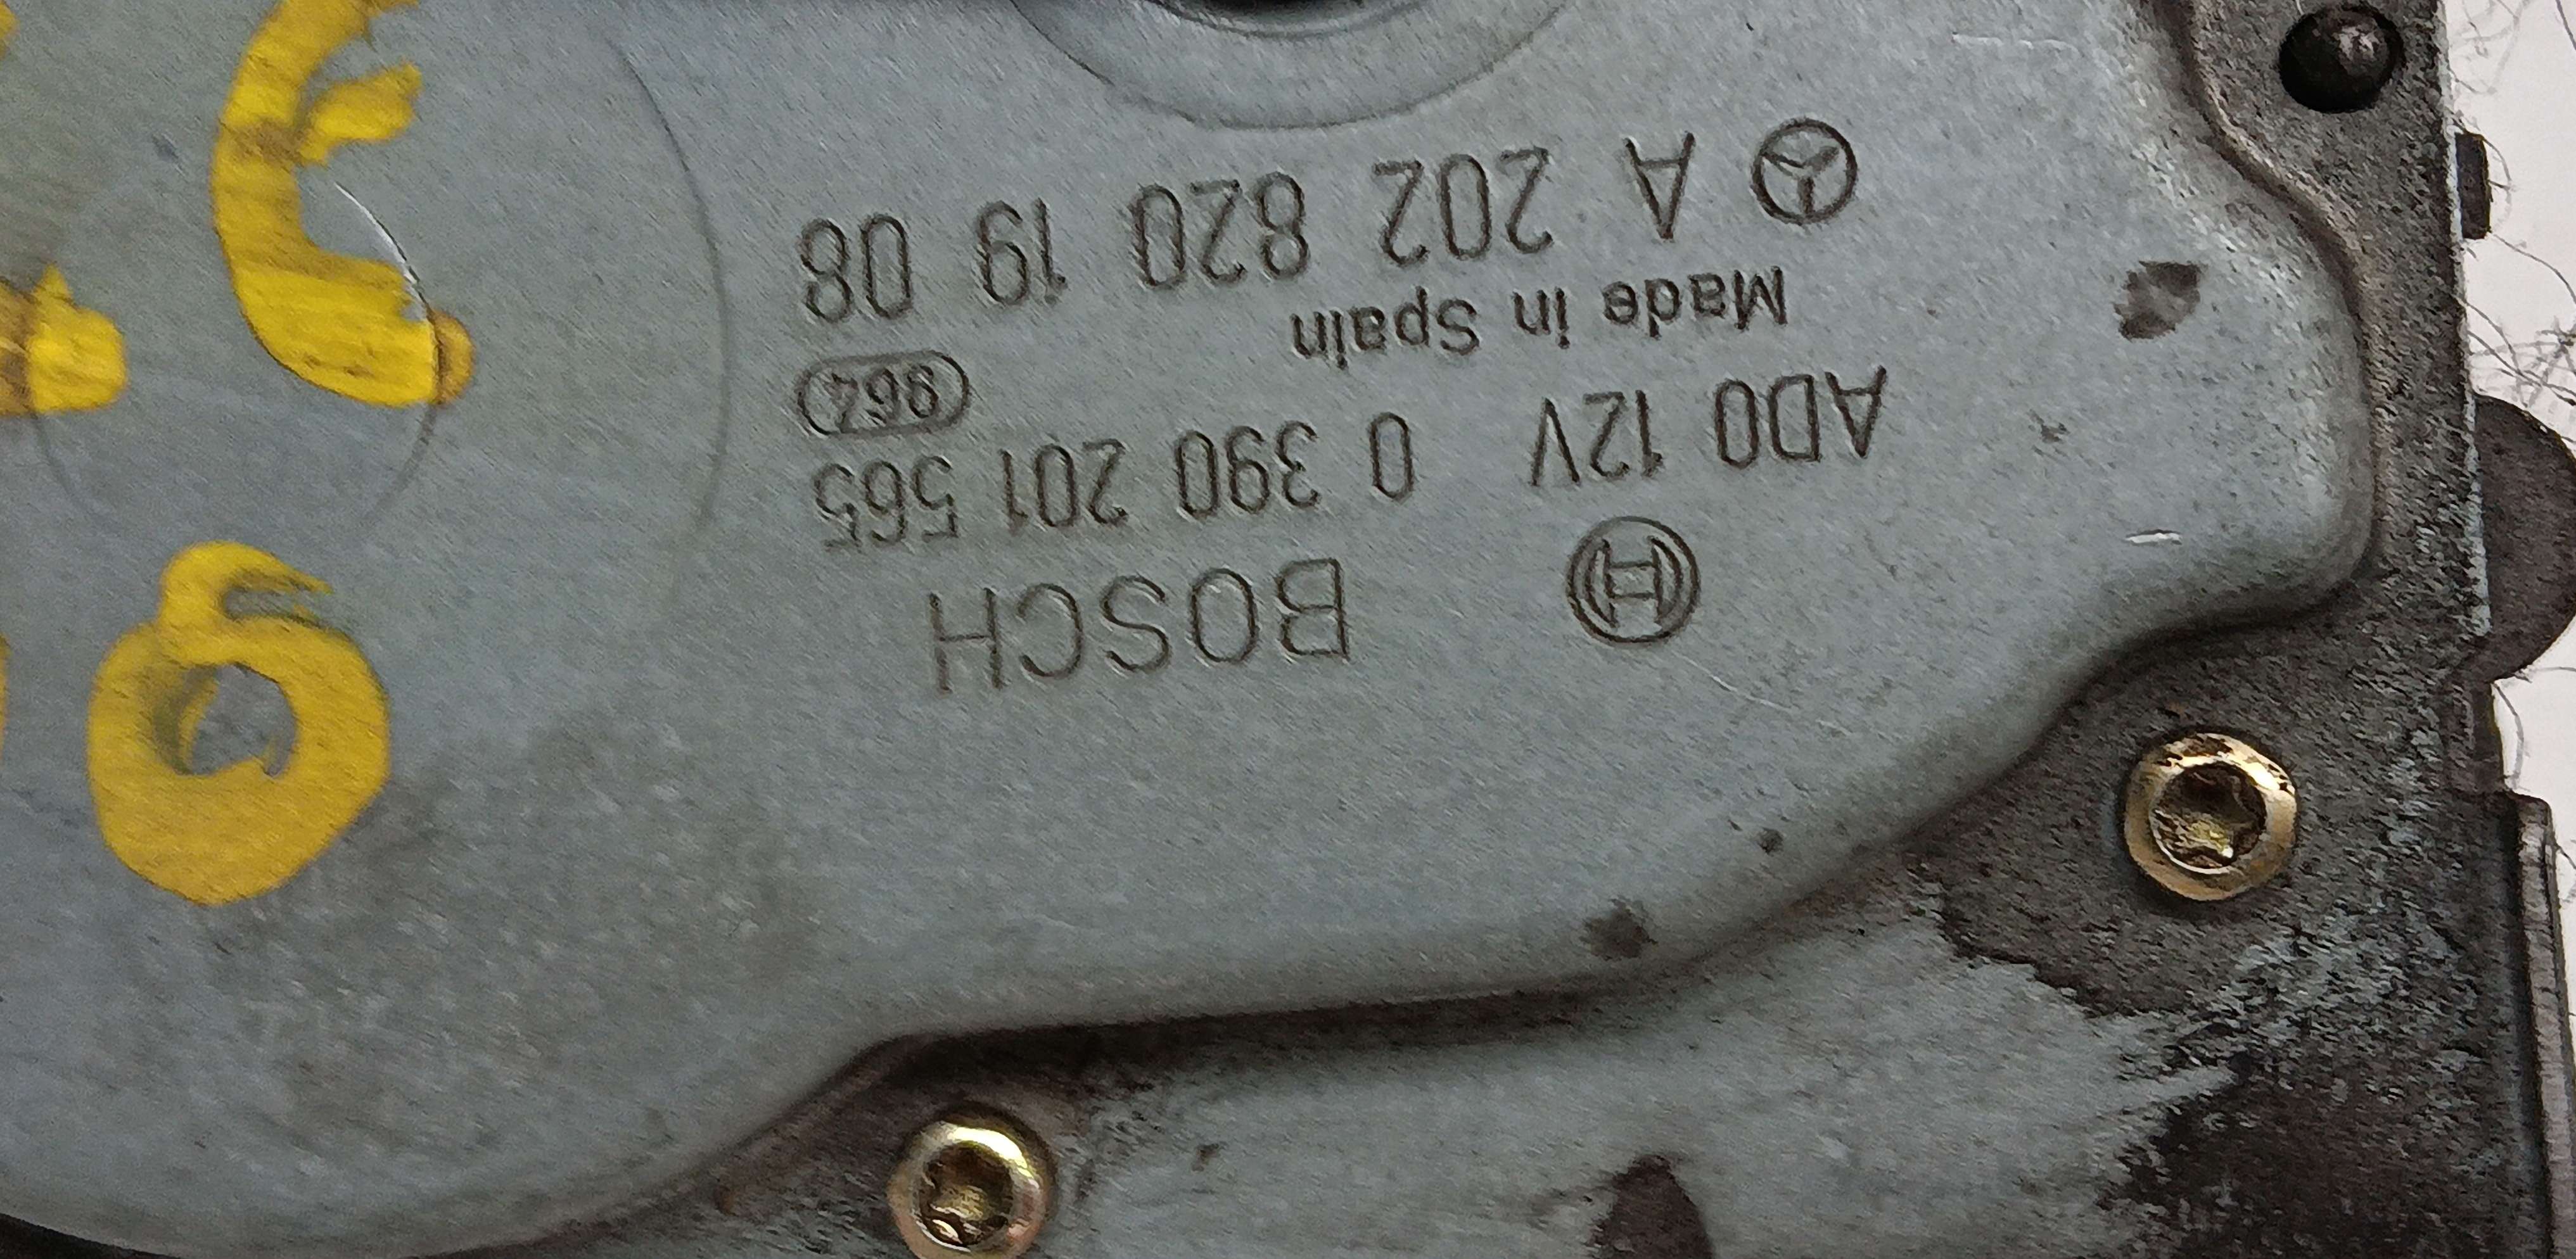 BOSCH
AD0 12V 0 390 201 565
Made in Spain 964
A 202 820 19 08